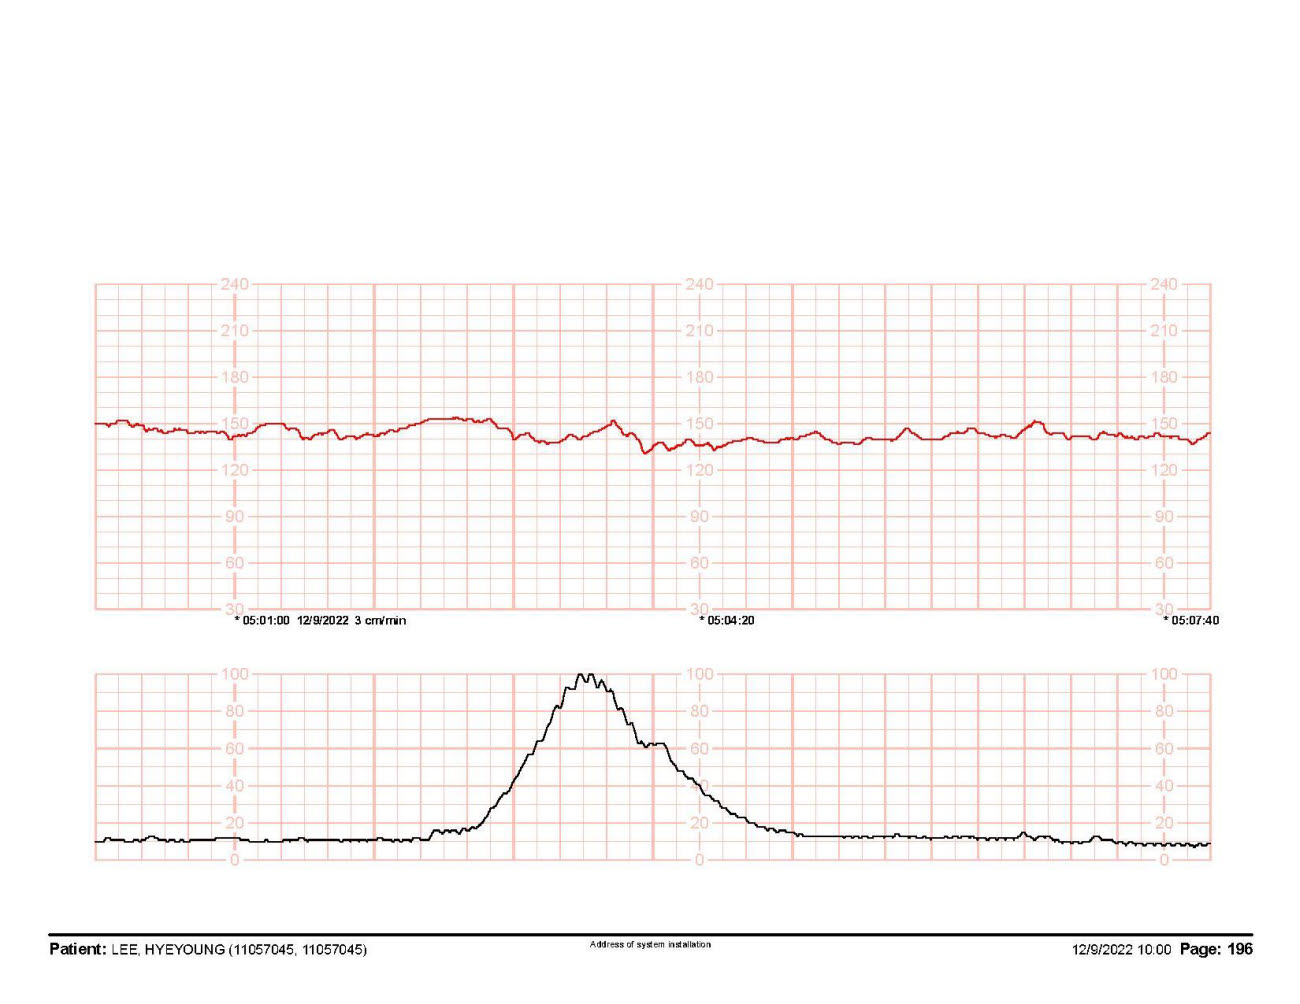 240 240 240
210 210 210
180 180 180
150 150 150
120 120 120
90 90 90
60 60 60
30 30 30
* 05:01:00 12/9/2022 3 cm/min * 05:04:20 * 05:07:40
100 100 100
80 80 80
60 60 60
40 40 40
20 20 20
0 0 0
Patient: LEE, HYEYOUNG (11057045, 11057045) Address of system installation 12/9/2022 10:00 Page: 196